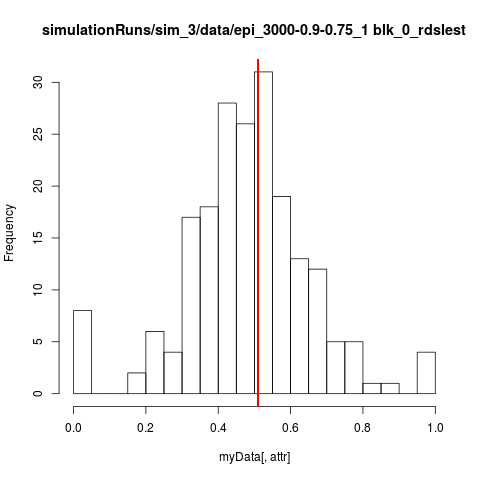 simulationRuns/sim_3/data/epi_3000-0.9-0.75_1 blk_0_rdslest
30
25
20
15
10
5
0
Frequency
0.0 0.2 0.4 0.6 0.8 1.0
myData[, attr]